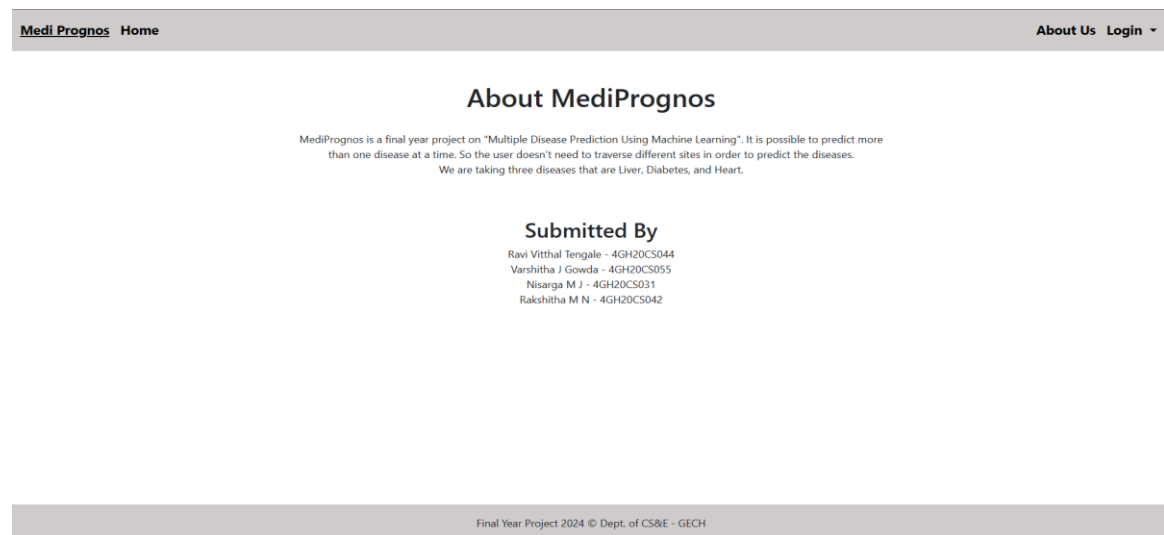 Medi Prognos Home About Us Login
About MediPrognos
MediPrognos is a final year project on "Multiple Disease Prediction Using Machine Learning". It is possible to predict more
than one disease at a time. So the user doesn't need to traverse different sites in order to predict the diseases.
We are taking three diseases that are Liver, Diabetes, and Heart.
Submitted By
Ravi Vitthal Tengale - 4GH20CS044
Varshitha J Gowda - 4GH20CS055
Nisarga M J - 4GH20CS031
Rakshitha M N - 4GH20CS042
Final Year Project 2024 © Dept. of CS&E - GECH